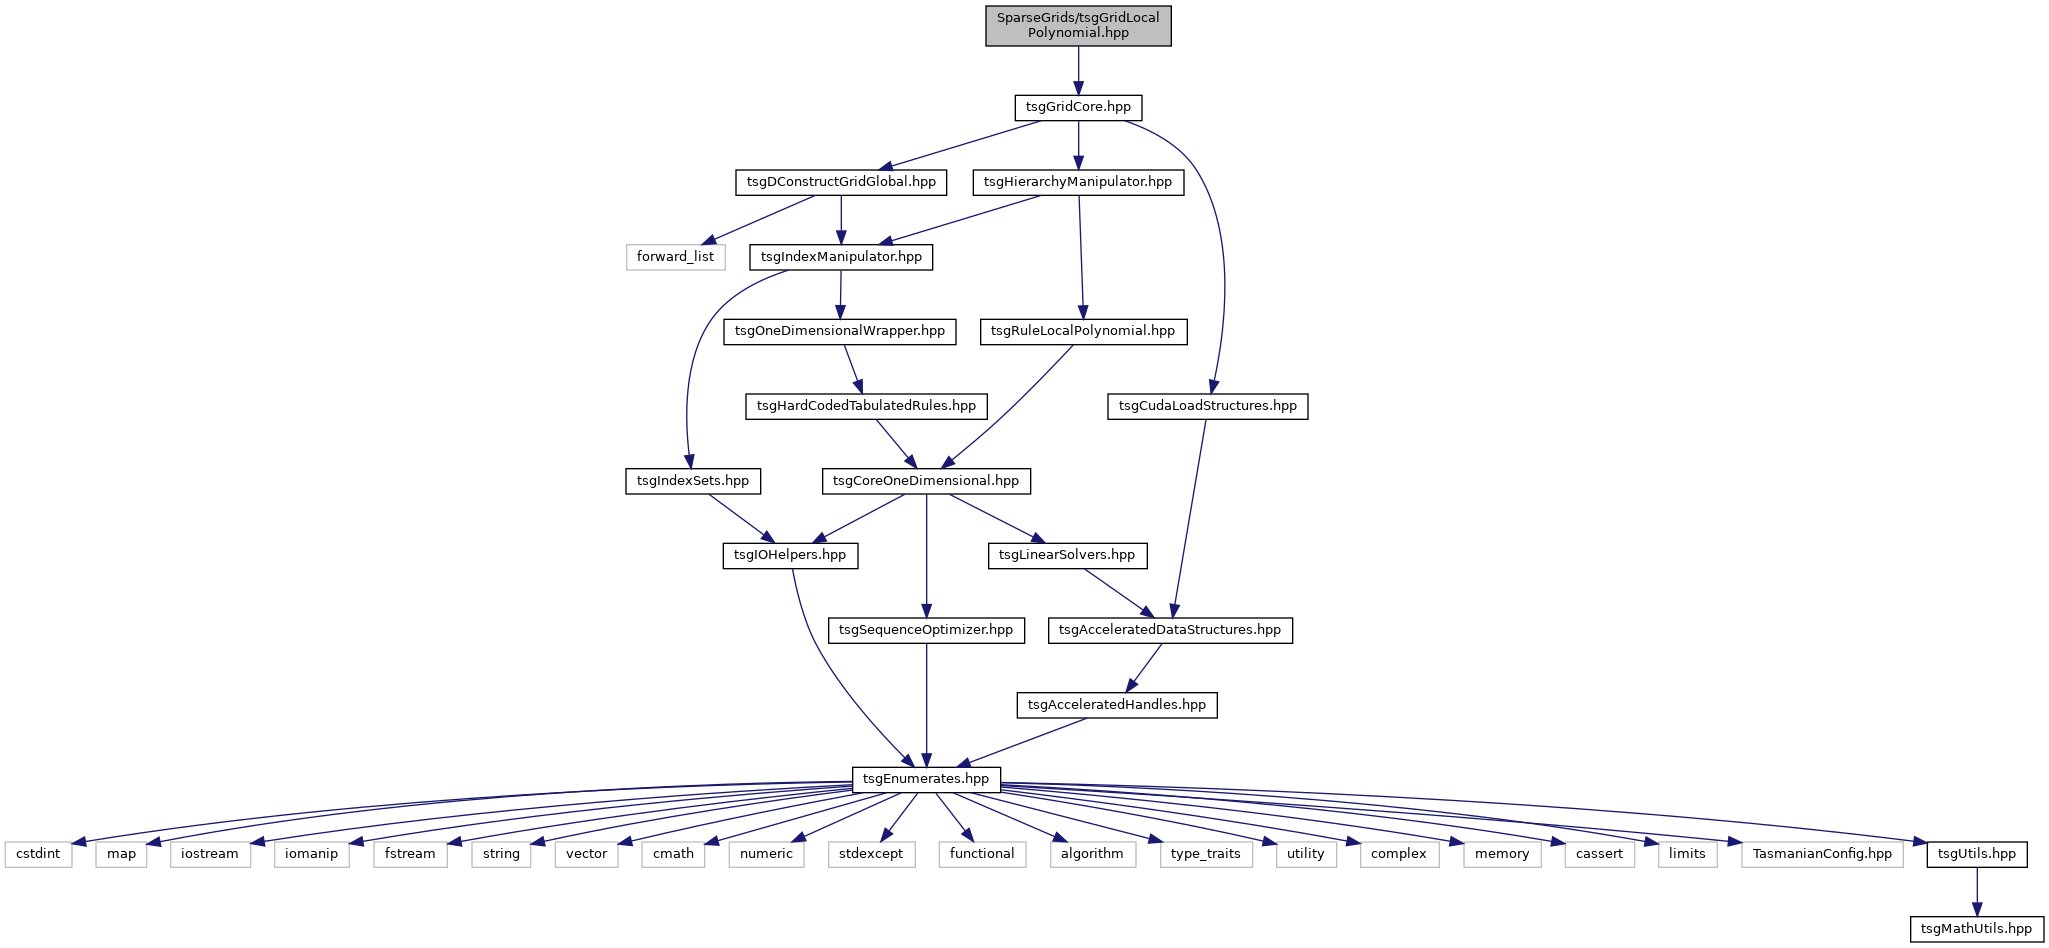 SparseGrids/tsgGridLocal
Polynomial.hpp
tsgGridCore.hpp
tsgDConstructGridGlobal.hpp
tsgHierarchyManipulator.hpp
forward_list
tsgIndexManipulator.hpp
tsgOneDimensionalWrapper.hpp
tsgRuleLocalPolynomial.hpp
tsgHardCodedTabulatedRules.hpp
tsgCudaLoadStructures.hpp
tsgIndexSets.hpp
tsgCoreOneDimensional.hpp
tsgIOHelpers.hpp
tsgLinearSolvers.hpp
tsgSequenceOptimizer.hpp
tsgAcceleratedDataStructures.hpp
tsgAcceleratedHandles.hpp
tsgEnumerates.hpp
cstdint
map
iostream
iomanip
fstream
string
vector
cmath
numeric
stdexcept
functional
algorithm
type_traits
utility
complex
memory
cassert
limits
TasmanianConfig.hpp
tsgUtils.hpp
tsgMathUtils.hpp